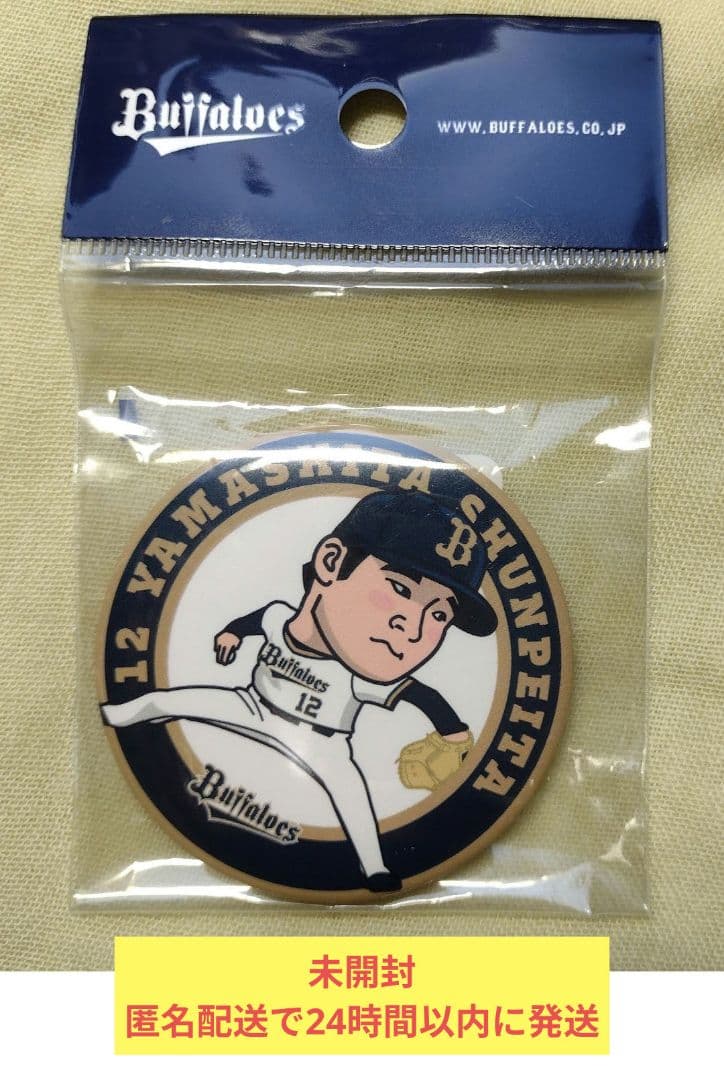 Buffaloes
WWW.BUFFALOES.CO.JP
12 YAMASHITA SHUNPEITA
B
Buffaloes
12
Buffaloes
未開封
匿名配送で24時間以内に発送